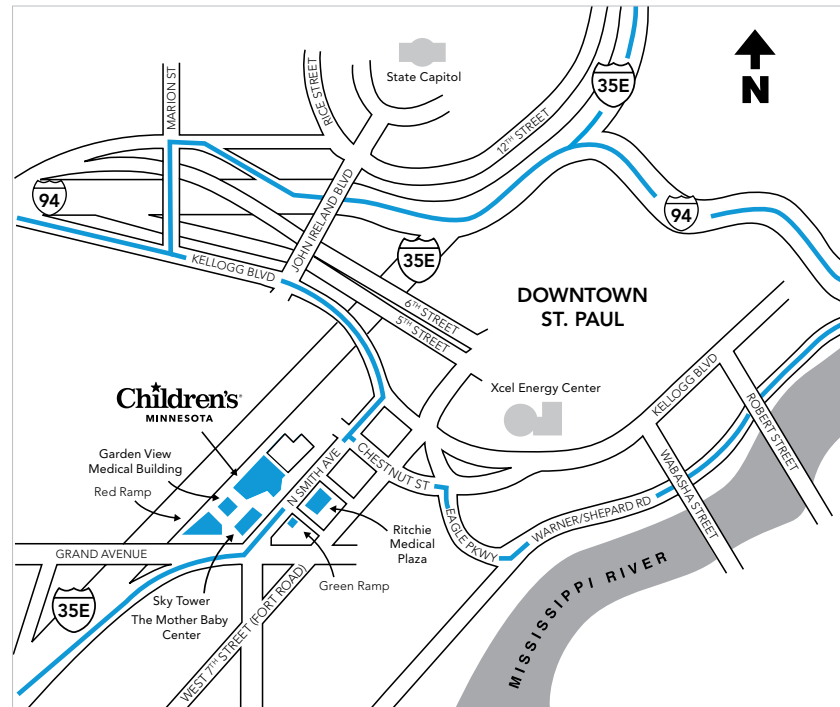 State Capitol
35E
N
MARION ST
RICE STREET
12TH STREET
94
JOHN IRELAND BLVD
94
35E
KELLOGG BLVD
6TH STREET
5TH STREET
DOWNTOWN
ST. PAUL
Xcel Energy Center
KELLOGG BLVD
ROBERT STREET
Children's
MINNESOTA
Garden View
Medical Building
Red Ramp
N SMITH AVE
CHESTNUT ST
EAGLE PKWY
WARNER/SHEPARD RD
WABASHA STREET
Ritchie
Medical
Plaza
GRAND AVENUE
Green Ramp
35E
Sky Tower
The Mother Baby
Center
WEST 7TH STREET (FORT ROAD)
MISSISSIPPI RIVER